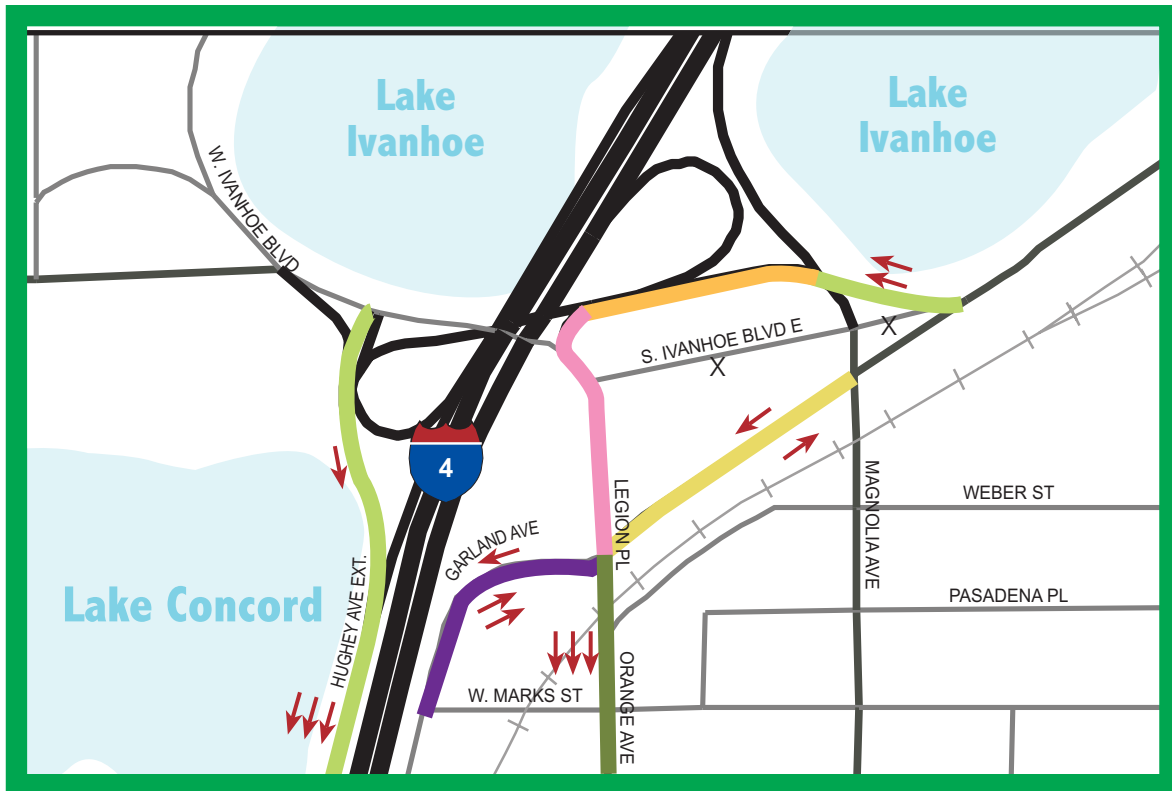 Lake
Ivanhoe
Lake
Ivanhoe
W. IVANHOE BLVD
S. IVANHOE BLVD E
X
X
4
LEGION PL
MAGNOLIA AVE
WEBER ST
GARLAND AVE
HUGHEY AVE EXT.
Lake Concord
PASADENA PL
ORANGE AVE
W. MARKS ST